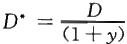 D* = D / (1 + y)